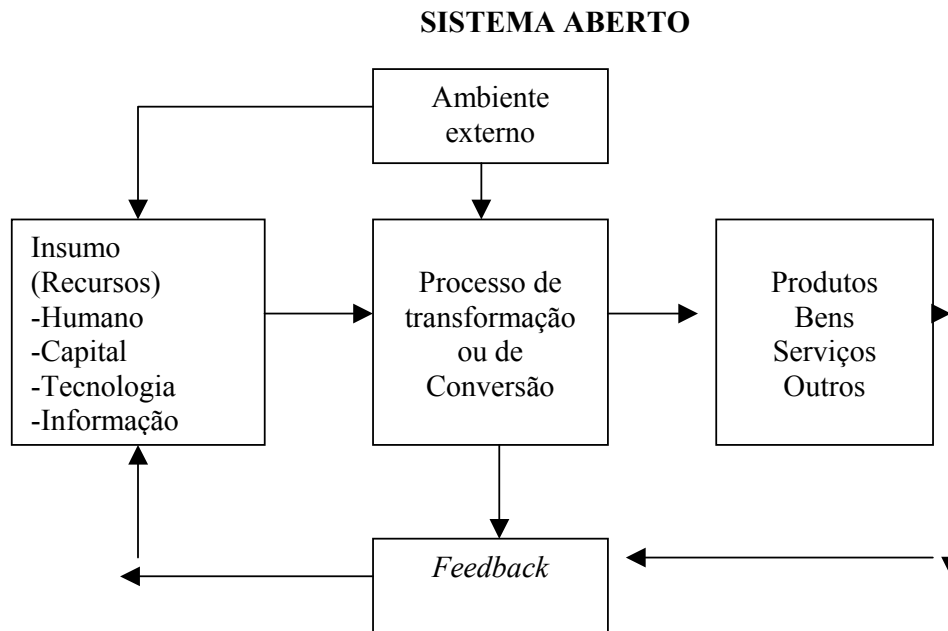 SISTEMA ABERTO
Ambiente
externo
Insumo
(Recursos)
-Humano
-Capital
-Tecnologia
-Informação
Processo de
transformação
ou de
Conversão
Produtos
Bens
Serviços
Outros
Feedback